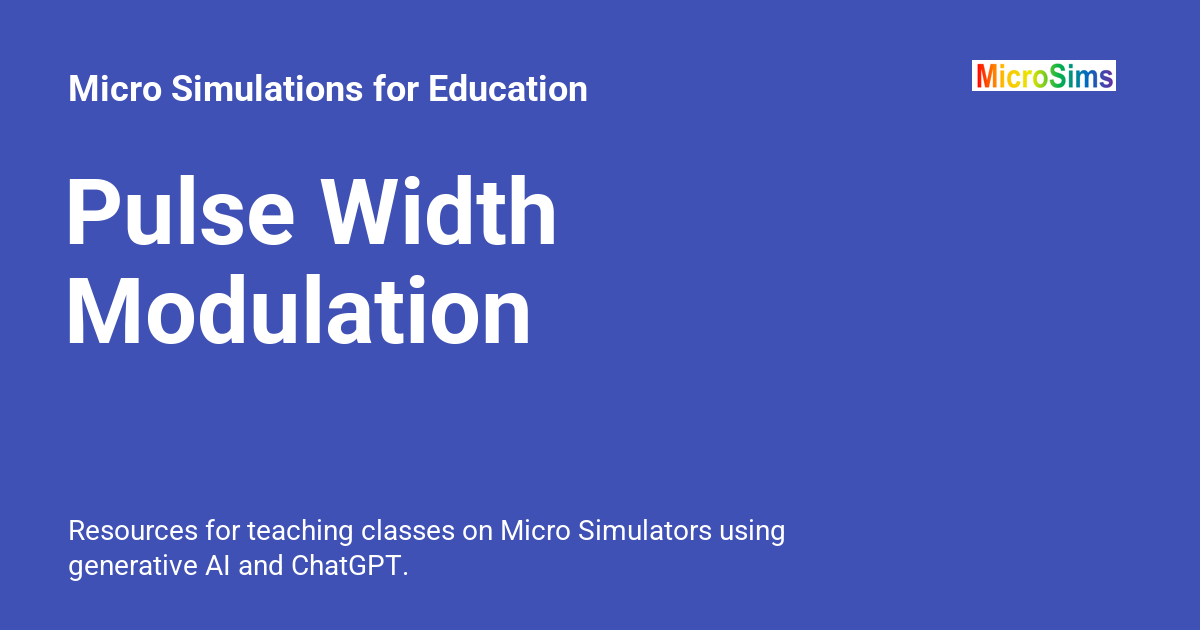 Micro Simulations for Education
MicroSims
Pulse Width
Modulation
Resources for teaching classes on Micro Simulators using
generative AI and ChatGPT.